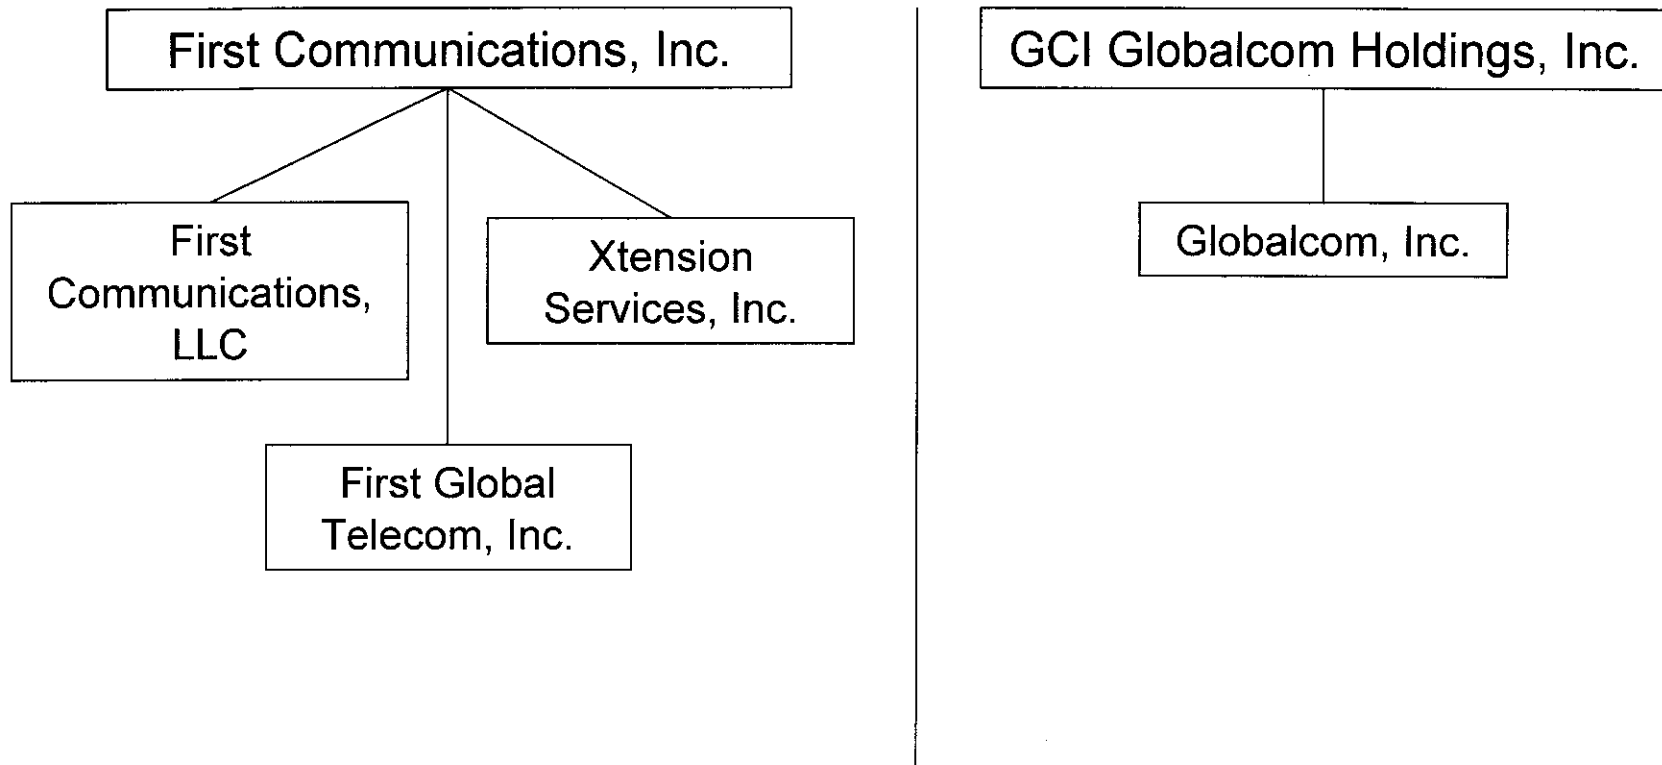 First Communications, Inc.
First
Communications,
LLC
Xtension
Services, Inc.
First Global
Telecom, Inc.
GCI Globalcom Holdings, Inc.
Globalcom, Inc.